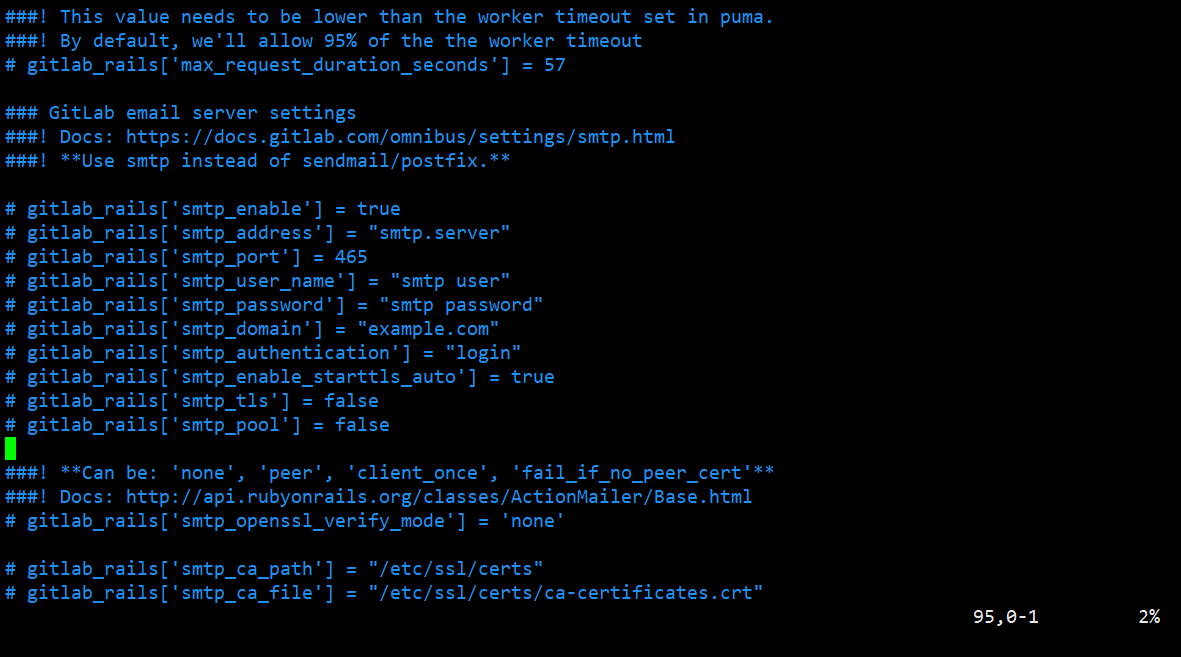 ###! This value needs to be lower than the worker timeout set in puma.
###! By default, we'll allow 95% of the the worker timeout
# gitlab_rails['max_request_duration_seconds'] = 57
### GitLab email server settings
###! Docs: https://docs.gitlab.com/omnibus/settings/smtp.html
###! **Use smtp instead of sendmail/postfix.**
# gitlab_rails['smtp_enable'] = true
# gitlab_rails['smtp_address'] = "smtp.server"
# gitlab_rails['smtp_port'] = 465
# gitlab_rails['smtp_user_name'] = "smtp user"
# gitlab_rails['smtp_password'] = "smtp password"
# gitlab_rails['smtp_domain'] = "example.com"
# gitlab_rails['smtp_authentication'] = "login"
# gitlab_rails['smtp_enable_starttls_auto'] = true
# gitlab_rails['smtp_tls'] = false
# gitlab_rails['smtp_pool'] = false
###! **Can be: 'none', 'peer', 'client_once', 'fail_if_no_peer_cert'**
###! Docs: http://api.rubyonrails.org/classes/ActionMailer/Base.html
# gitlab_rails['smtp_openssl_verify_mode'] = 'none'
# gitlab_rails['smtp_ca_path'] = "/etc/ssl/certs"
# gitlab_rails['smtp_ca_file'] = "/etc/ssl/certs/ca-certificates.crt"
95,0-1 2%